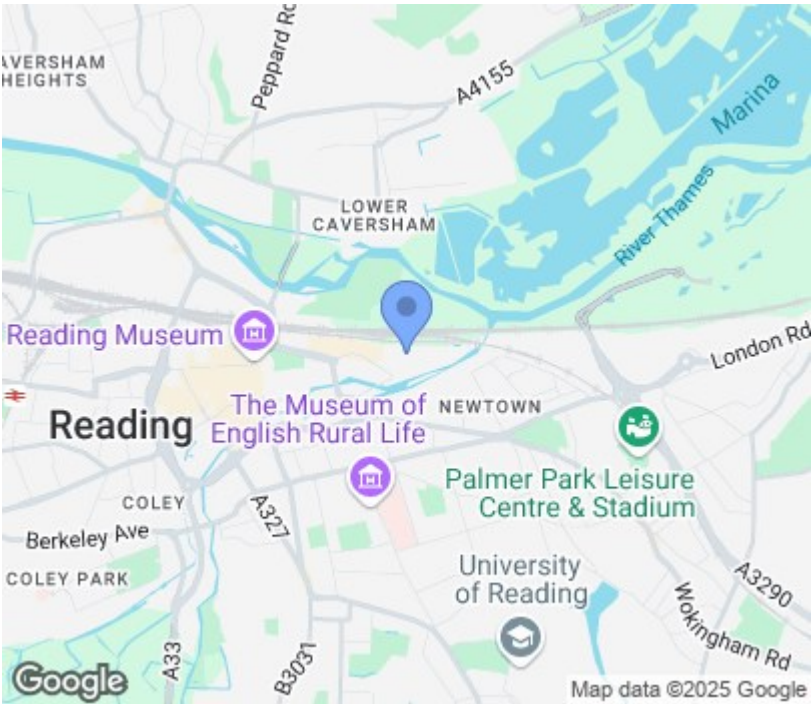 AVERSHAM
HEIGHTS
Peppard Rd
A4155
Marina
LOWER
CAVERSHAM
River Thames
Reading Museum
London Rd
Reading
The Museum of
English Rural Life
NEWTOWN
Palmer Park Leisure
Centre & Stadium
COLEY
A327
Berkeley Ave
University
of Reading
COLEY PARK
A3290
Wokingham Rd
A33
B3031
Google
Map data ©2025 Google